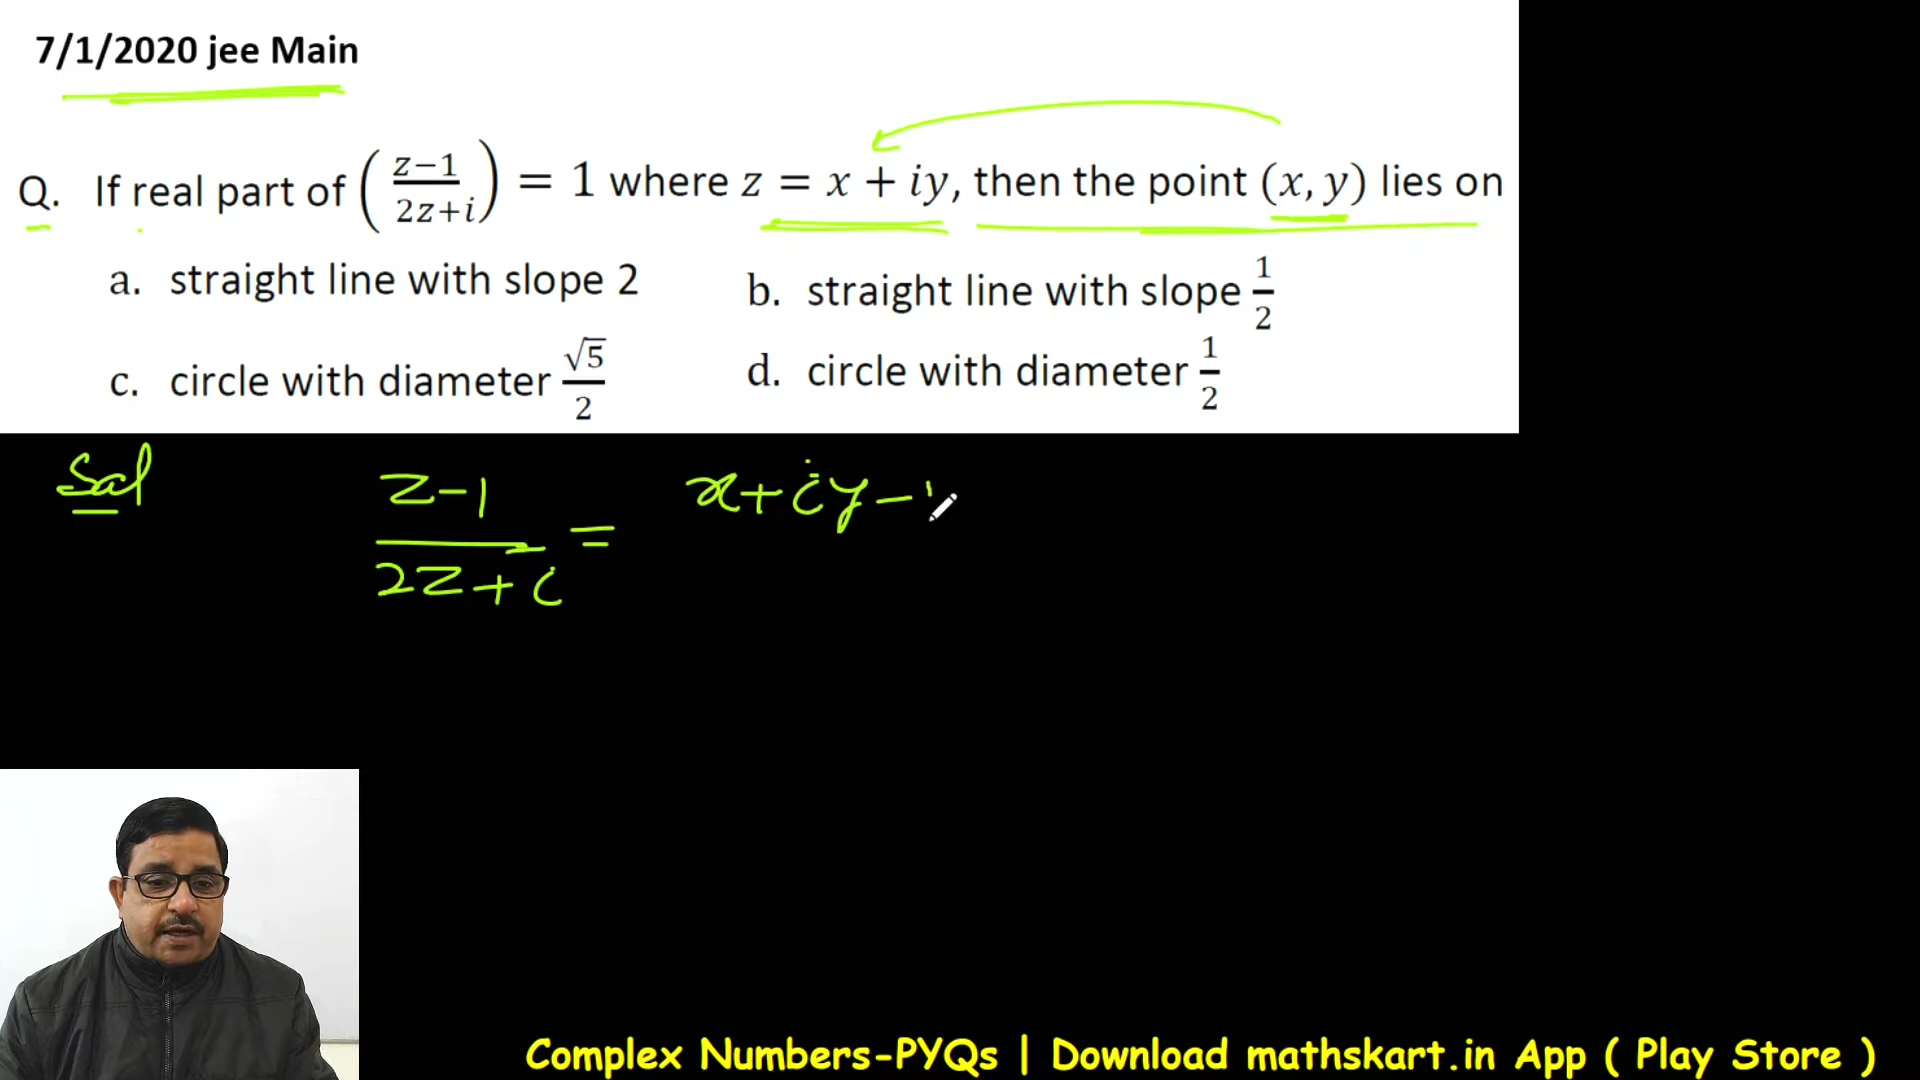 7/1/2020 jee Main
Q. If real part of (z−1/2z+i) = 1 where z = x + iy, then the point (x, y) lies on
a. straight line with slope 2 b. straight line with slope 1/2
c. circle with diameter √5/2 d. circle with diameter 1/2
Sol z-1/2z+i = x+iy-
Complex Numbers-PYQs | Download mathskart.in App ( Play Store )